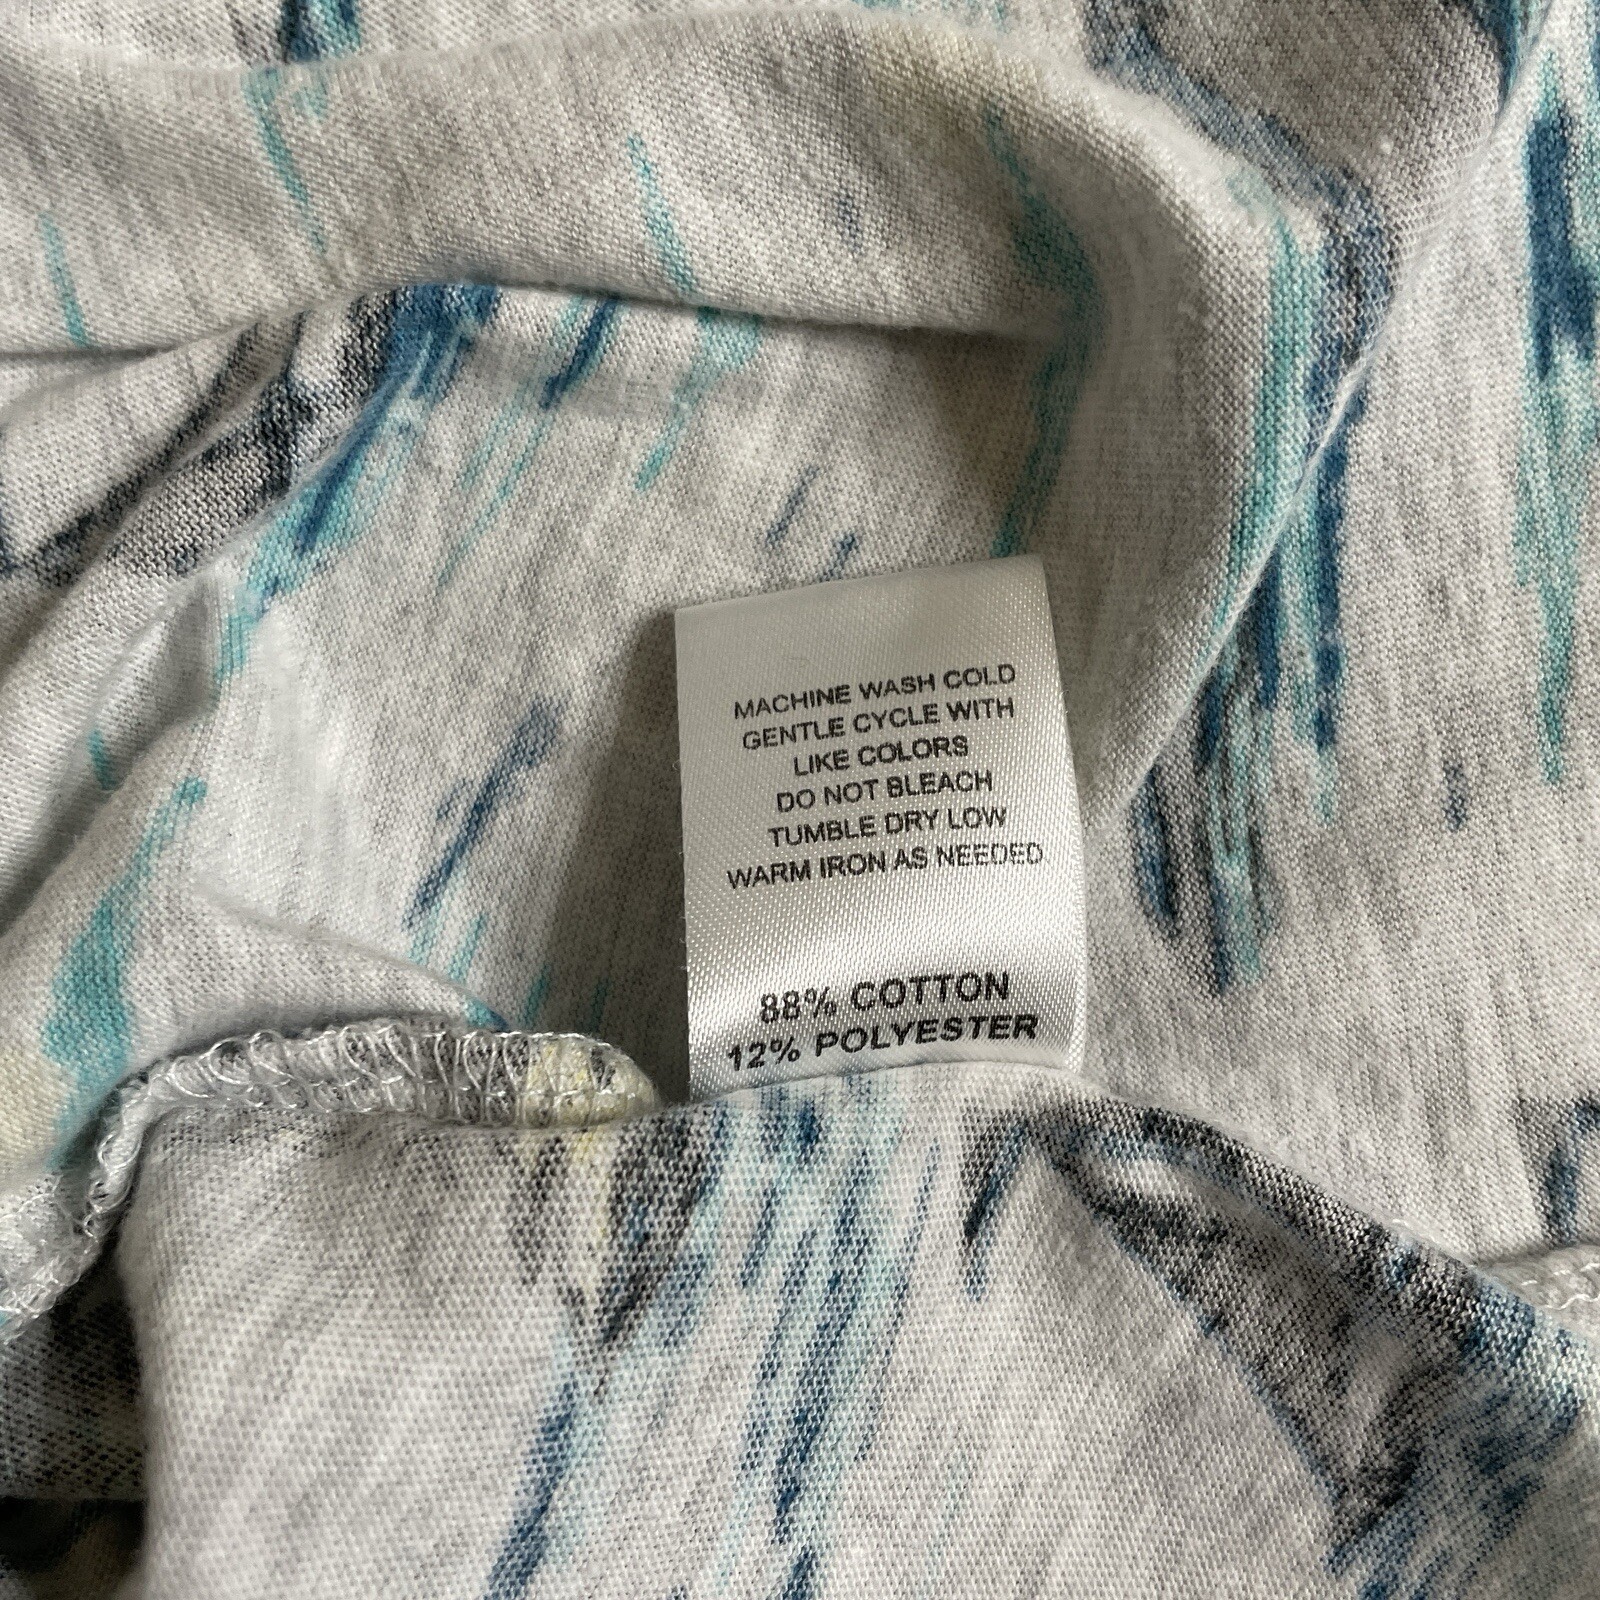 MACHINE WASH COLD
GENTLE CYCLE WITH
LIKE COLORS
DO NOT BLEACH
TUMBLE DRY LOW
WARM IRON AS NEEDED
88% COTTON
12% POLYESTER